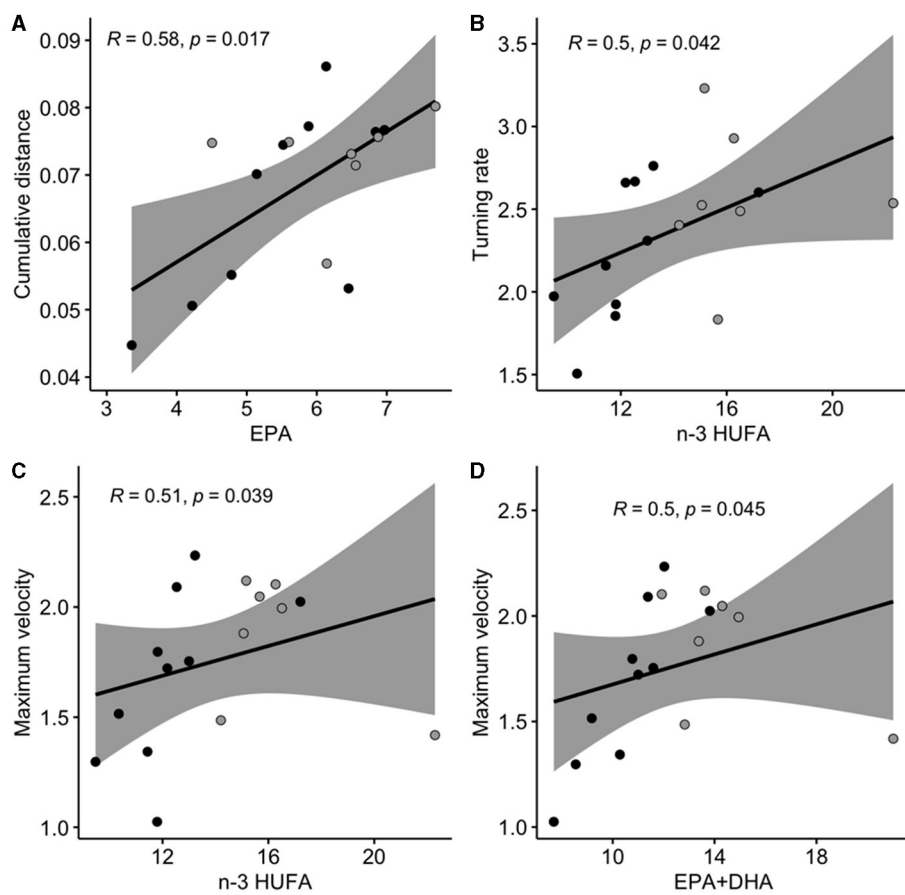 A
R = 0.58, p = 0.017
Cumulative distance
0.09
0.08
0.07
0.06
0.05
0.04
3 4 5 6 7
EPA
B
R = 0.5, p = 0.042
Turning rate
3.5
3.0
2.5
2.0
1.5
12 16 20
n-3 HUFA
C
R = 0.51, p = 0.039
Maximum velocity
2.5
2.0
1.5
1.0
12 16 20
n-3 HUFA
D
R = 0.5, p = 0.045
Maximum velocity
2.5
2.0
1.5
1.0
10 14 18
EPA+DHA